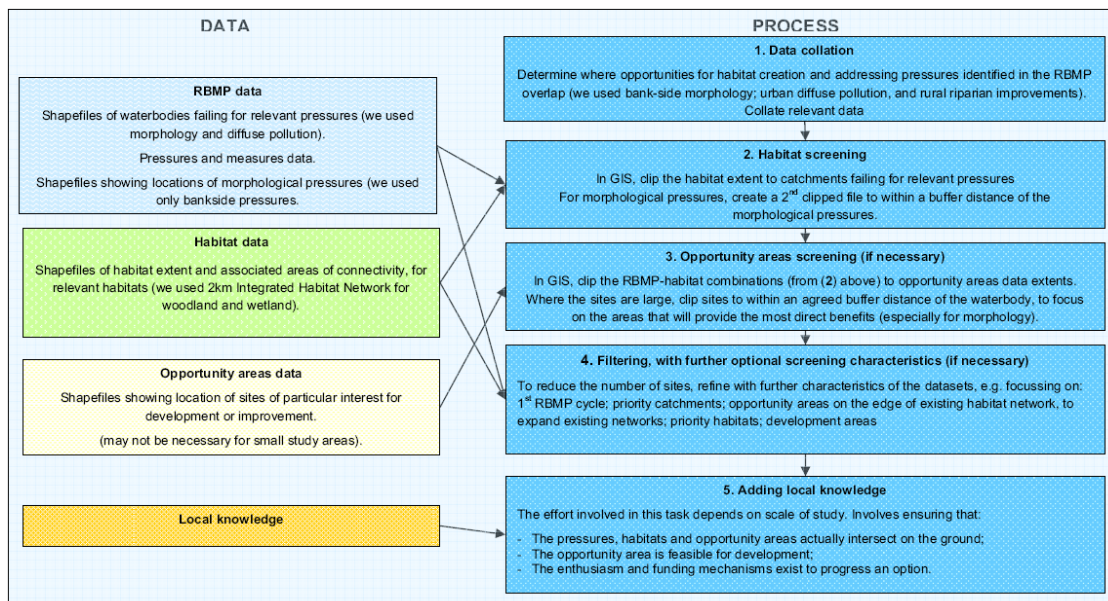 DATA
RBMP data
Shapefiles of waterbodies failing for relevant pressures (we used
morphology and diffuse pollution).
Pressures and measures data.
Shapefiles showing locations of morphological pressures (we used
only bankside pressures.
Habitat data
Shapefiles of habitat extent and associated areas of connectivity, for
relevant habitats (we used 2km Integrated Habitat Network for
woodland and wetland).
Opportunity areas data
Shapefiles showing location of sites of particular interest for
development or improvement.
(may not be necessary for small study areas).
Local knowledge
PROCESS
1. Data collation
Determine where opportunities for habitat creation and addressing pressures identified in the RBMP
overlap (we used bank-side morphology; urban diffuse pollution, and rural riparian improvements).
Collate relevant data
2. Habitat screening
In GIS, clip the habitat extent to catchments failing for relevant pressures
For morphological pressures, create a 2nd clipped file to within a buffer distance of the
morphological pressures.
3. Opportunity areas screening (if necessary)
In GIS, clip the RBMP-habitat combinations (from (2) above) to opportunity areas data extents.
Where the sites are large, clip sites to within an agreed buffer distance of the waterbody, to focus
on the areas that will provide the most direct benefits (especially for morphology).
4. Filtering, with further optional screening characteristics (if necessary)
To reduce the number of sites, refine with further characteristics of the datasets, e.g. focussing on:
1st RBMP cycle; priority catchments; opportunity areas on the edge of existing habitat network, to
expand existing networks; priority habitats; development areas
5. Adding local knowledge
The effort involved in this task depends on scale of study. Involves ensuring that:
- The pressures, habitats and opportunity areas actually intersect on the ground;
- The opportunity area is feasible for development;
- The enthusiasm and funding mechanisms exist to progress an option.